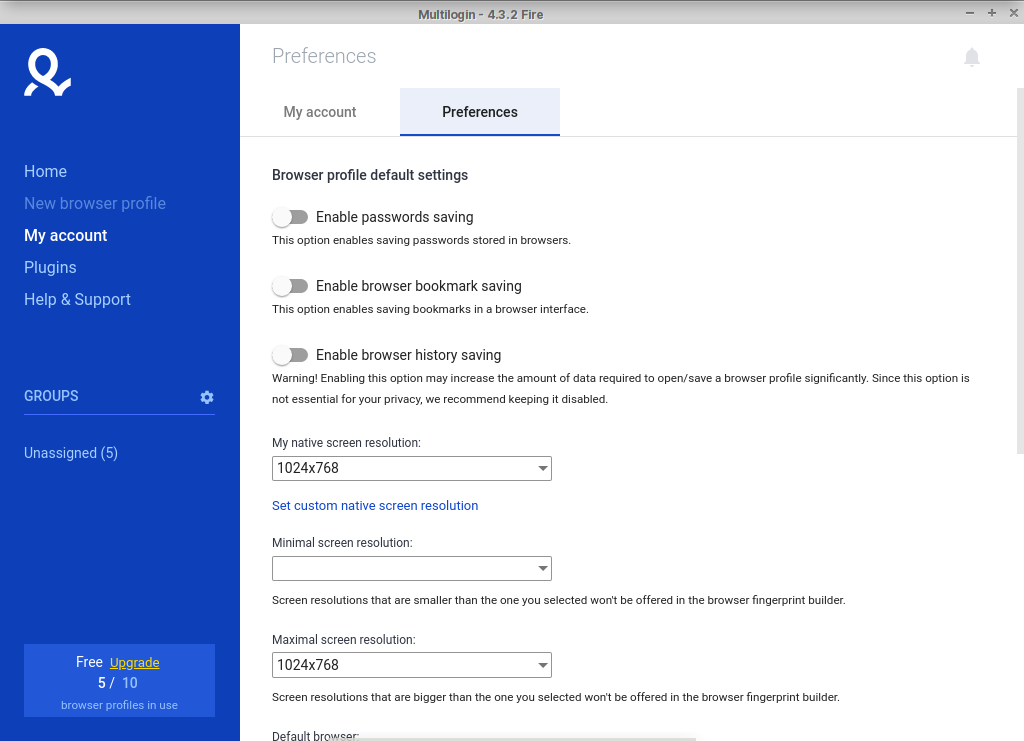 Multilogin - 4.3.2 Fire
Preferences
My account
Preferences
Home
New browser profile
My account
Plugins
Help & Support
GROUPS
Unassigned (5)
Free Upgrade
5 / 10
browser profiles in use
Browser profile default settings
Enable passwords saving
This option enables saving passwords stored in browsers.
Enable browser bookmark saving
This option enables saving bookmarks in a browser interface.
Enable browser history saving
Warning! Enabling this option may increase the amount of data required to open/save a browser profile significantly. Since this option is
not essential for your privacy, we recommend keeping it disabled.
My native screen resolution:
1024x768
Set custom native screen resolution
Minimal screen resolution:
Screen resolutions that are smaller than the one you selected won't be offered in the browser fingerprint builder.
Maximal screen resolution:
1024x768
Screen resolutions that are bigger than the one you selected won't be offered in the browser fingerprint builder.
Default browser: